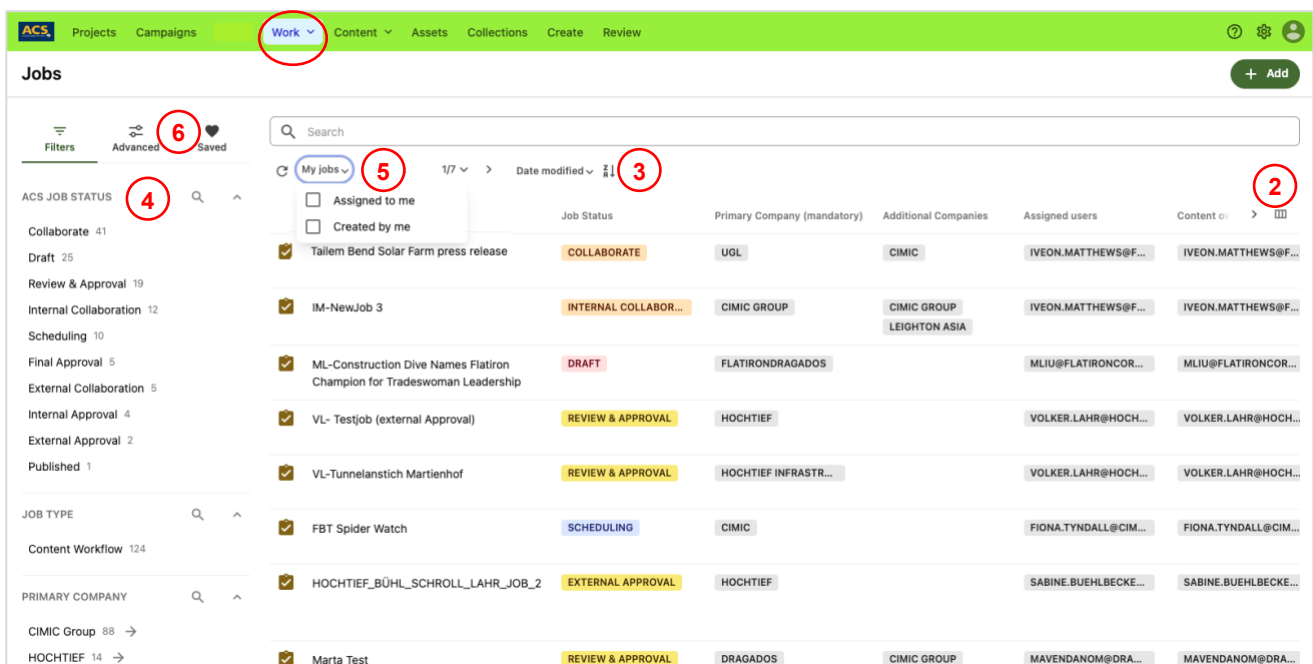 ACS Projects Campaigns Work Content Assets Collections Create Review
Jobs
+ Add
Filters Advanced 6 Saved
Search
My jobs 5 1/7 Date modified Z A 3
Assigned to me
Created by me
2
ACS JOB STATUS 4
Collaborate 41
Draft 25
Review & Approval 19
Internal Collaboration 12
Scheduling 10
Final Approval 5
External Collaboration 5
Internal Approval 4
External Approval 2
Published 1
JOB TYPE
Content Workflow 124
PRIMARY COMPANY
CIMIC Group 88 →
HOCHTIEF 14 →
Job Status Primary Company (mandatory) Additional Companies Assigned users Content ov
Tailem Bend Solar Farm press release COLLABORATE UGL CIMIC IVEON.MATTHEWS@F... IVEON.MATTHEWS@F...
IM-NewJob 3 INTERNAL COLLABOR... CIMIC GROUP CIMIC GROUP IVEON.MATTHEWS@F... IVEON.MATTHEWS@F...
LEIGHTON ASIA
ML-Construction Dive Names Flatiron DRAFT FLATIRONDRAGADOS MLIU@FLATIRONCOR... MLIU@FLATIRONCOR...
Champion for Tradeswoman Leadership
VL- Testjob (external Approval) REVIEW & APPROVAL HOCHTIEF VOLKER.LAHR@HOCH... VOLKER.LAHR@HOCH...
VL-Tunnelanstich Martienhof REVIEW & APPROVAL HOCHTIEF INFRASTR... VOLKER.LAHR@HOCH... VOLKER.LAHR@HOCH...
FBT Spider Watch SCHEDULING CIMIC FIONA.TYNDALL@CIM... FIONA.TYNDALL@CIM...
HOCHTIEF_BÜHL_SCHROLL_LAHR_JOB_2 EXTERNAL APPROVAL HOCHTIEF SABINE.BUEHLBECKE... SABINE.BUEHLBECKE...
Marta Test REVIEW & APPROVAL DRAGADOS CIMIC GROUP MAVENDANOM@DRA... MAVENDANOM@DRA...